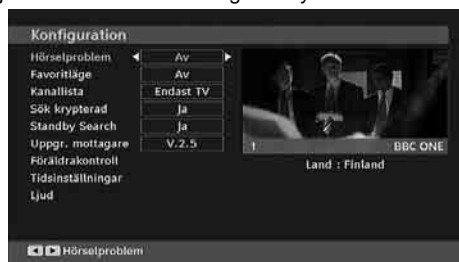 Konfiguration
Hörselproblem Av
Favoritläge Av
Kanallista Endast TV
Sök krypterad Ja
Standby Search Ja
Uppgr. mottagare V.2.5
Föräldrakontroll
Tidsinställningar
Ljud
1 BBC ONE
Land : Finland
Hörselproblem